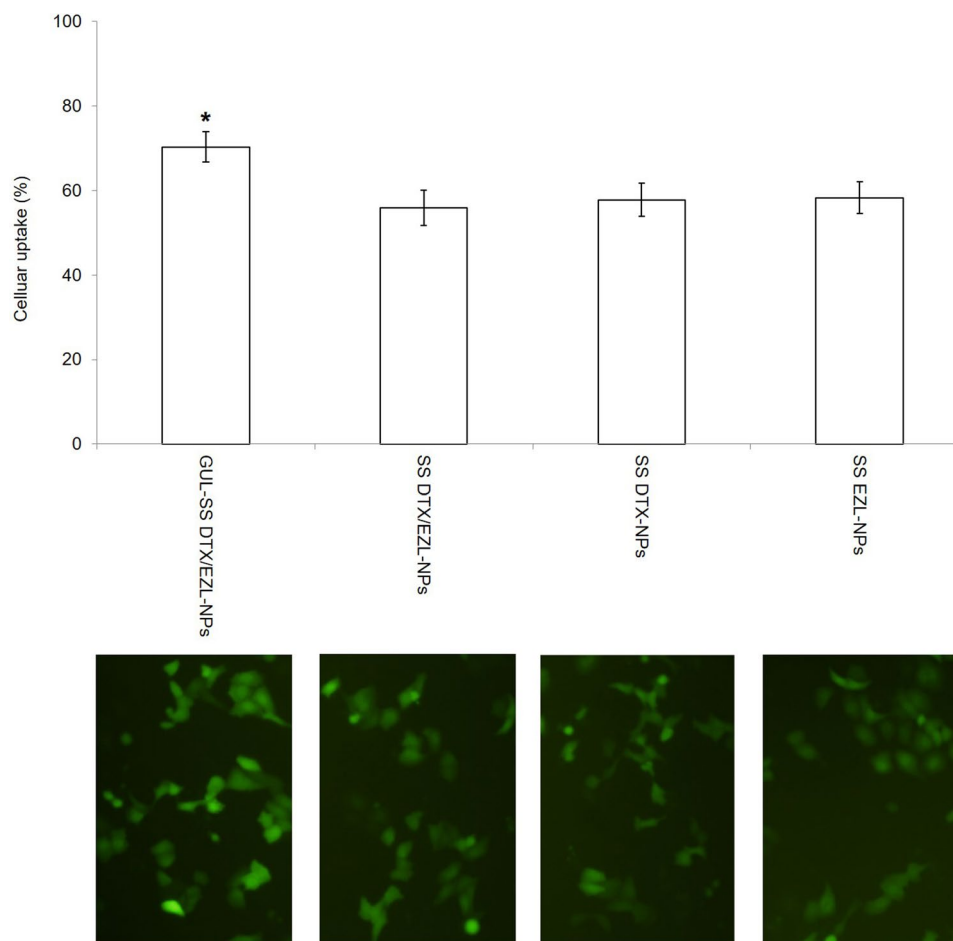 100
80
60
40
20
0
Celluar uptake (%)
*
GUL-SS DTX/EZL-NPs
SS DTX/EZL-NPs
SS DTX-NPs
SS EZL-NPs